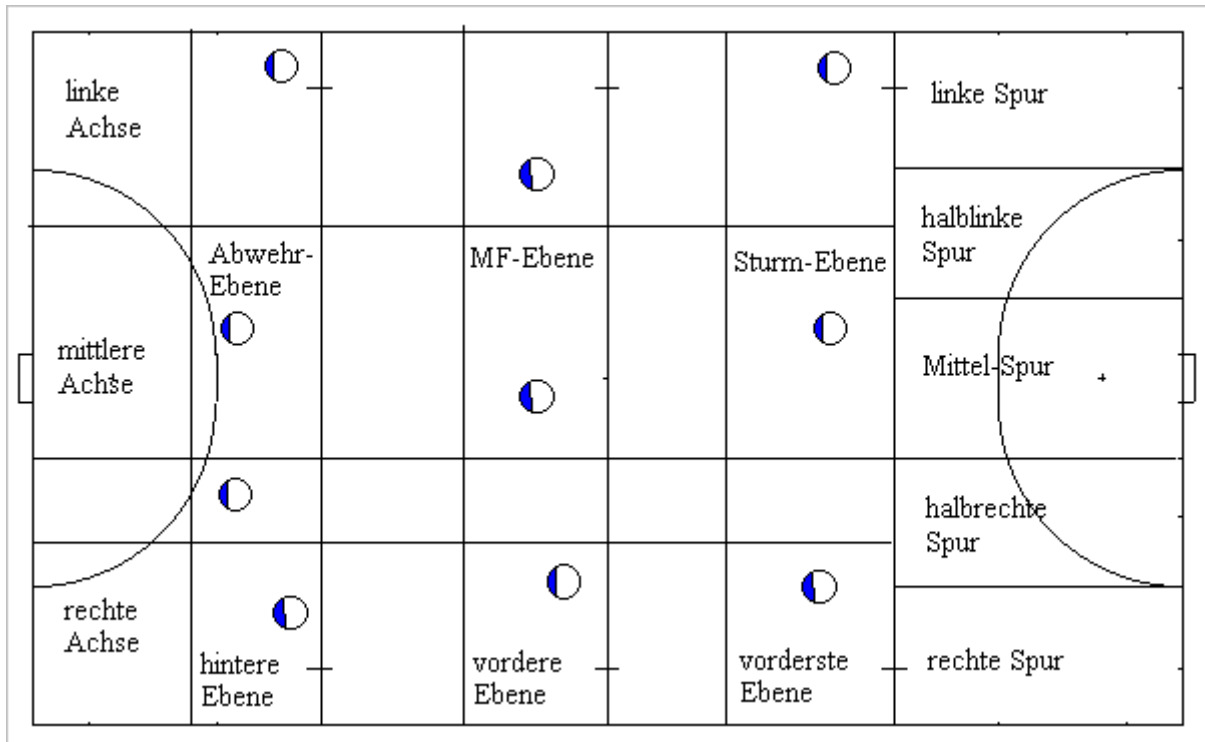 linke
Achse
linke Spur
halblinke
Spur
Abwehr-
Ebene
MF-Ebene
Sturm-Ebene
mittlere
Achse
Mittel-Spur
halbrechte
Spur
rechte
Achse
hintere
Ebene
vordere
Ebene
vorderste
Ebene
rechte Spur